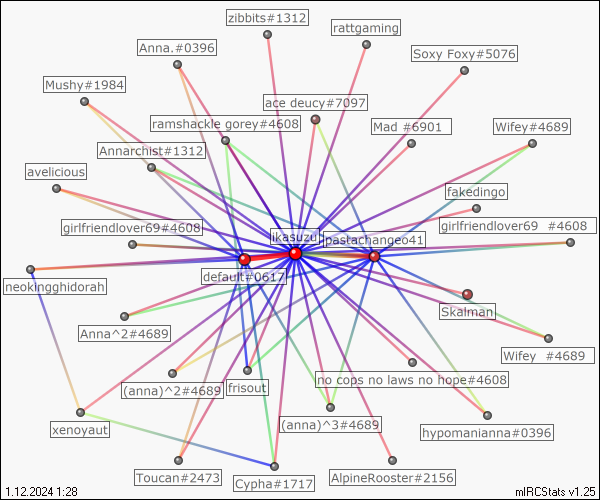 zibbits#1312
rattgaming
Anna.#0396
Soxy Foxy#5076
Mushy#1984
ace deucy#7097
ramshackle gorey#4608
Mad #6901
Wifey#4689
Annarchist#1312
avelicious
fakedingo
girlfriendlover69#4608
girlfriendlover69 #4608
ikasuzu
pastachangeo41
default#0617
neokingghidorah
Skalman
Anna^2#4689
Wifey #4689
no cops no laws no hope#4608
(anna)^2#4689
frisout
(anna)^3#4689
xenoyaut
hypomanianna#0396
Toucan#2473
Cypha#1717
AlpineRooster#2156
1.12.2024 1:28
mIRCStats v1.25